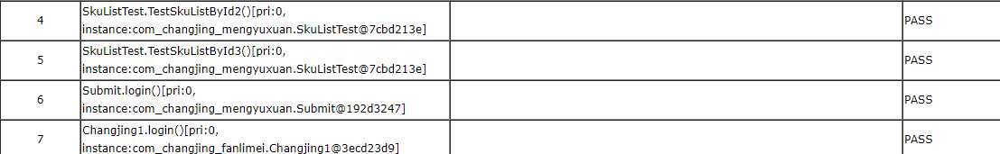 4
SkuListTest.TestSkuListById2()[pri:0,
instance:com_changjing_mengyuxuan.SkuListTest@7cbd213e]
PASS
5
SkuListTest.TestSkuListById3()[pri:0,
instance:com_changjing_mengyuxuan.SkuListTest@7cbd213e]
PASS
6
Submit.login()[pri:0,
instance:com_changjing_mengyuxuan.Submit@192d3247]
PASS
7
Changjing1.login()[pri:0,
instance:com_changjing_fanlimei.Changjing1@3ecd23d9]
PASS